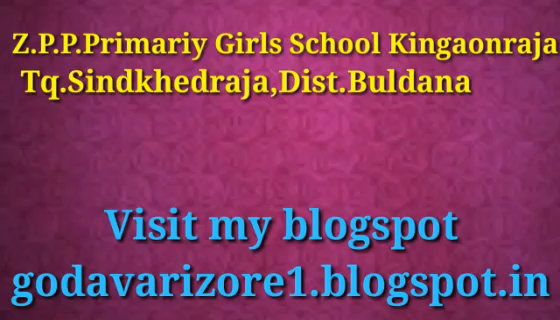 Z.P.P.Primariy Girls School Kingaonraja
Tq.Sindkhedraja,Dist.Buldana
Visit my blogspot
godavarizore1.blogspot.in